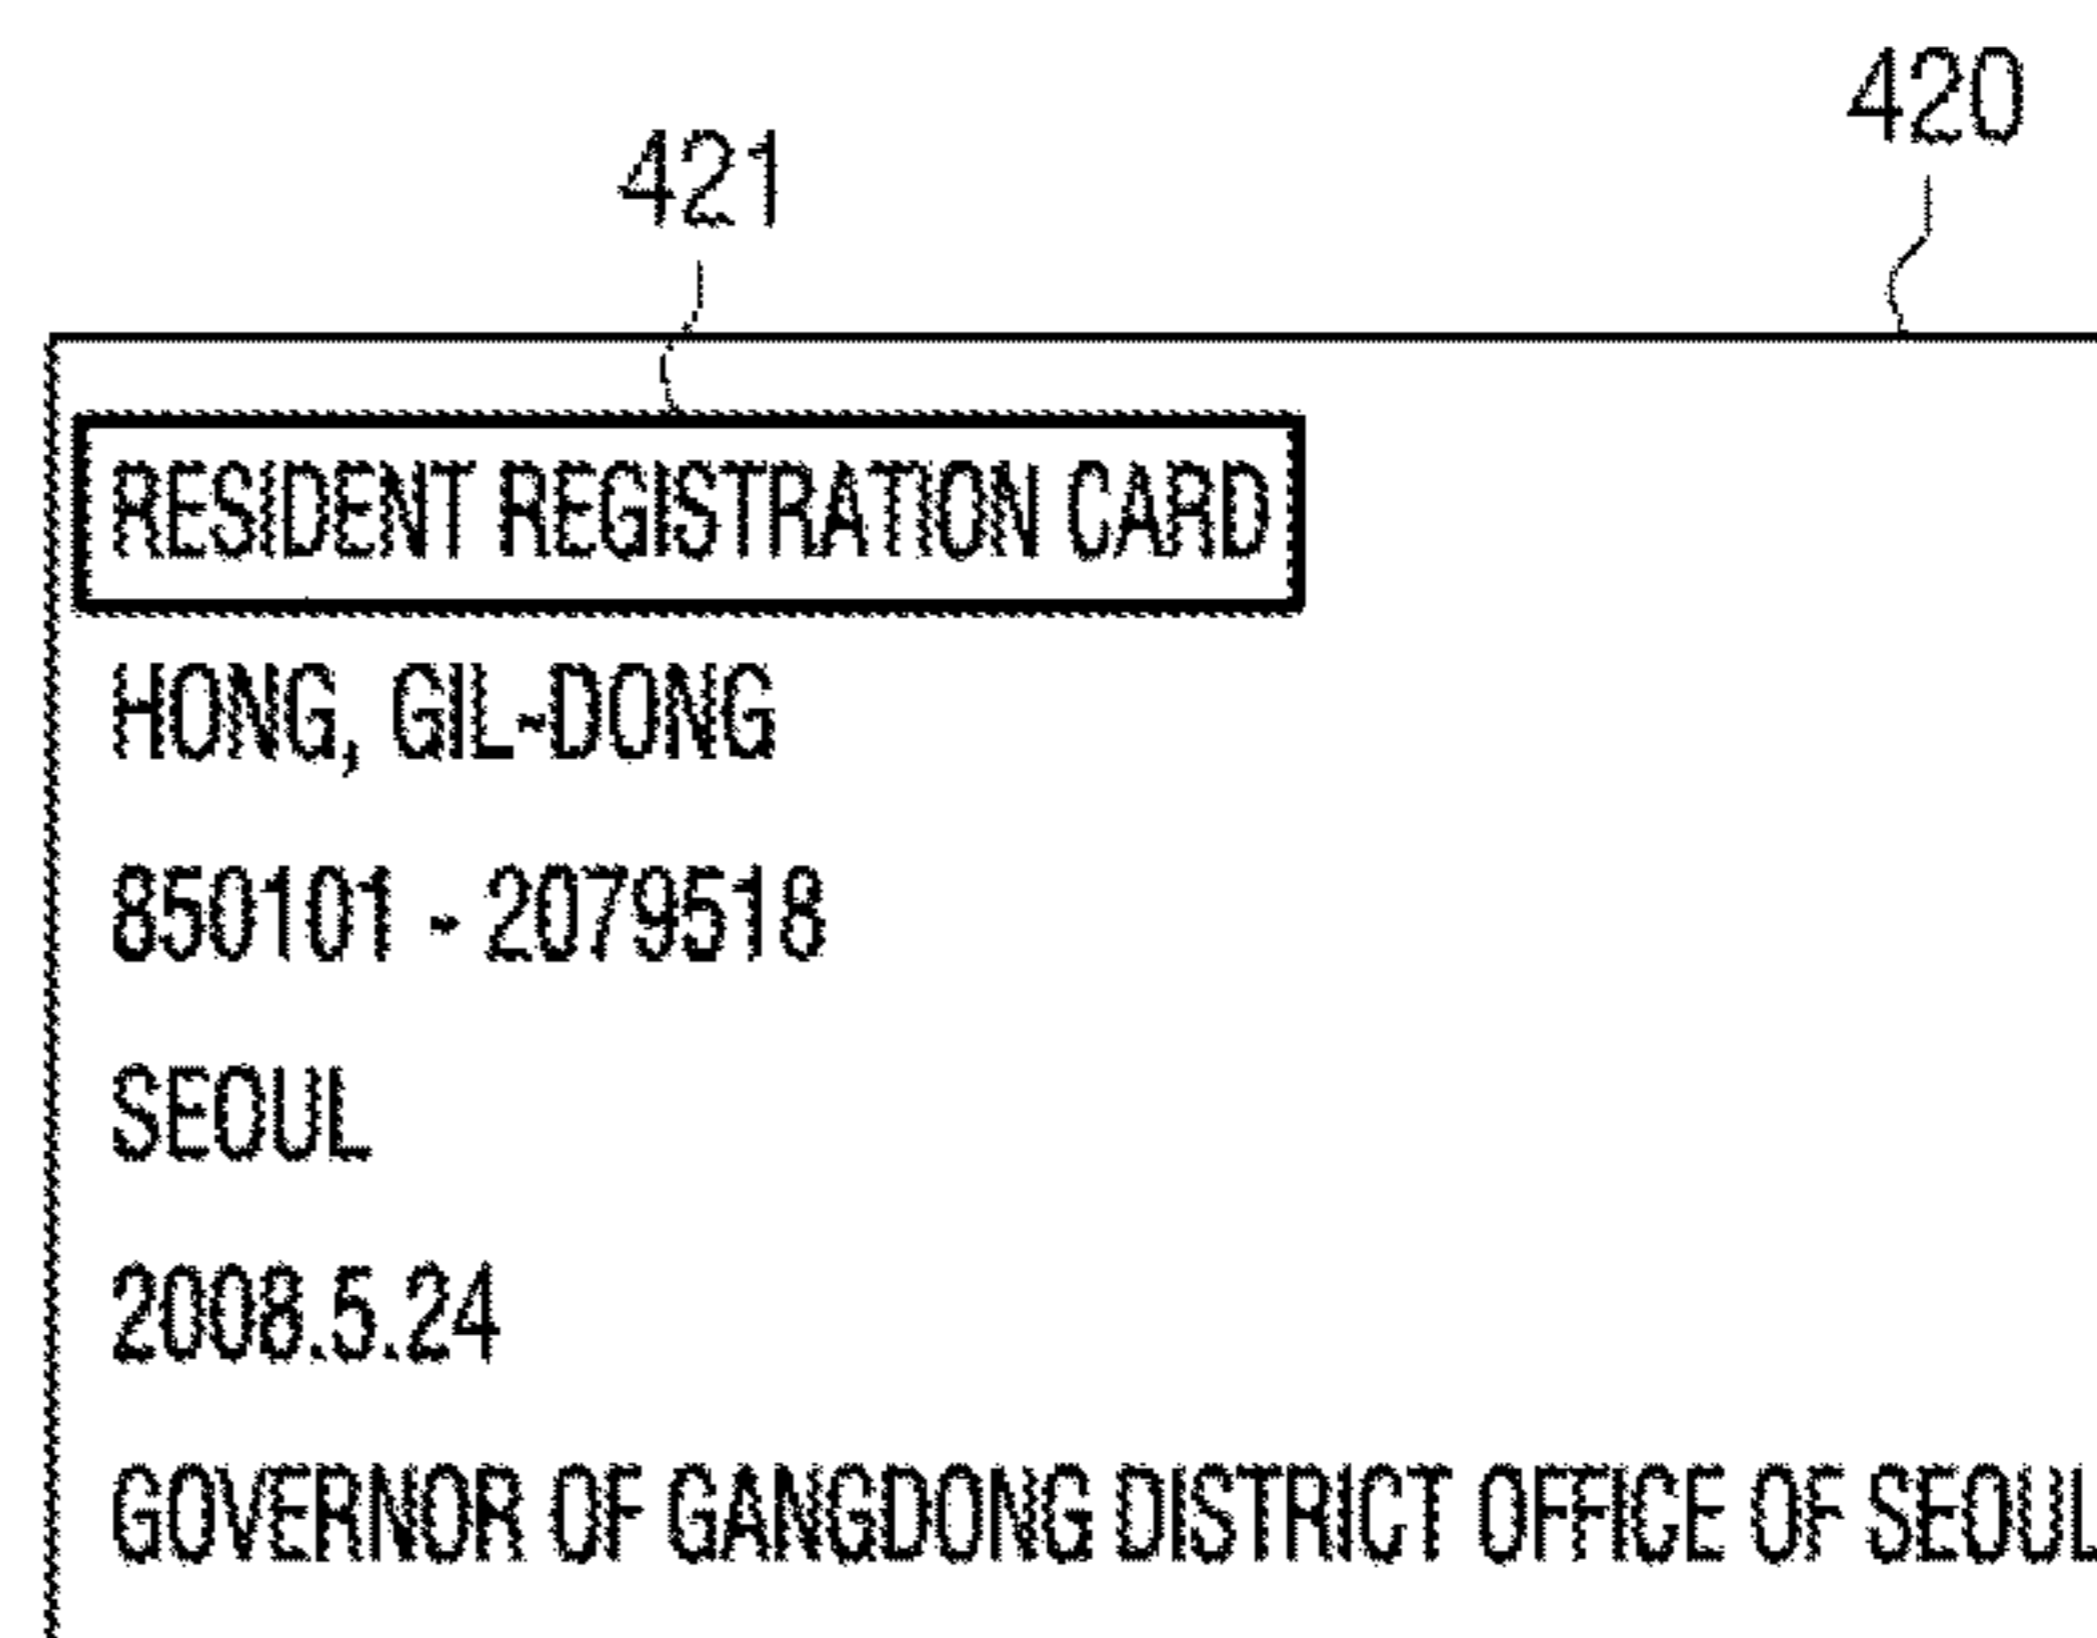 420
421
RESIDENT REGISTRATION CARD
HONG, GIL-DONG
850101 - 2079518
SEOUL
2008.5.24
GOVERNOR OF GANGDONG DISTRICT OFFICE OF SEOUL